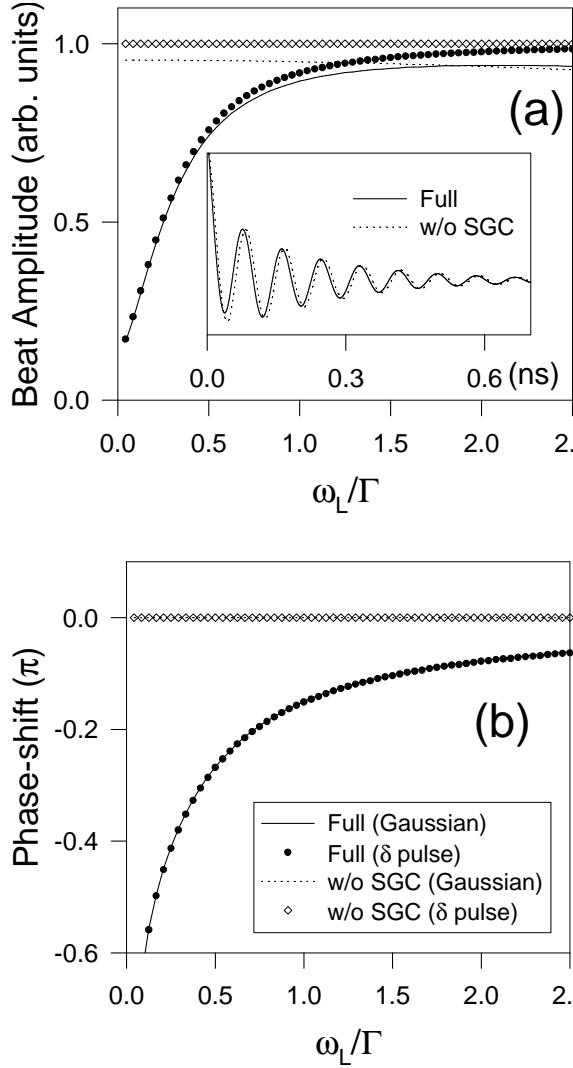 Beat Amplitude (arb. units)
1.0
0.5
0.0
(a)
Full
w/o SGC
0.0 0.3 0.6 (ns)
0.0 0.5 1.0 1.5 2.0 2.
ω_L/Γ
Phase-shift (π)
0.0
-0.2
-0.4
-0.6
(b)
Full (Gaussian)
Full (δ pulse)
w/o SGC (Gaussian)
w/o SGC (δ pulse)
0.0 0.5 1.0 1.5 2.0 2.
ω_L/Γ